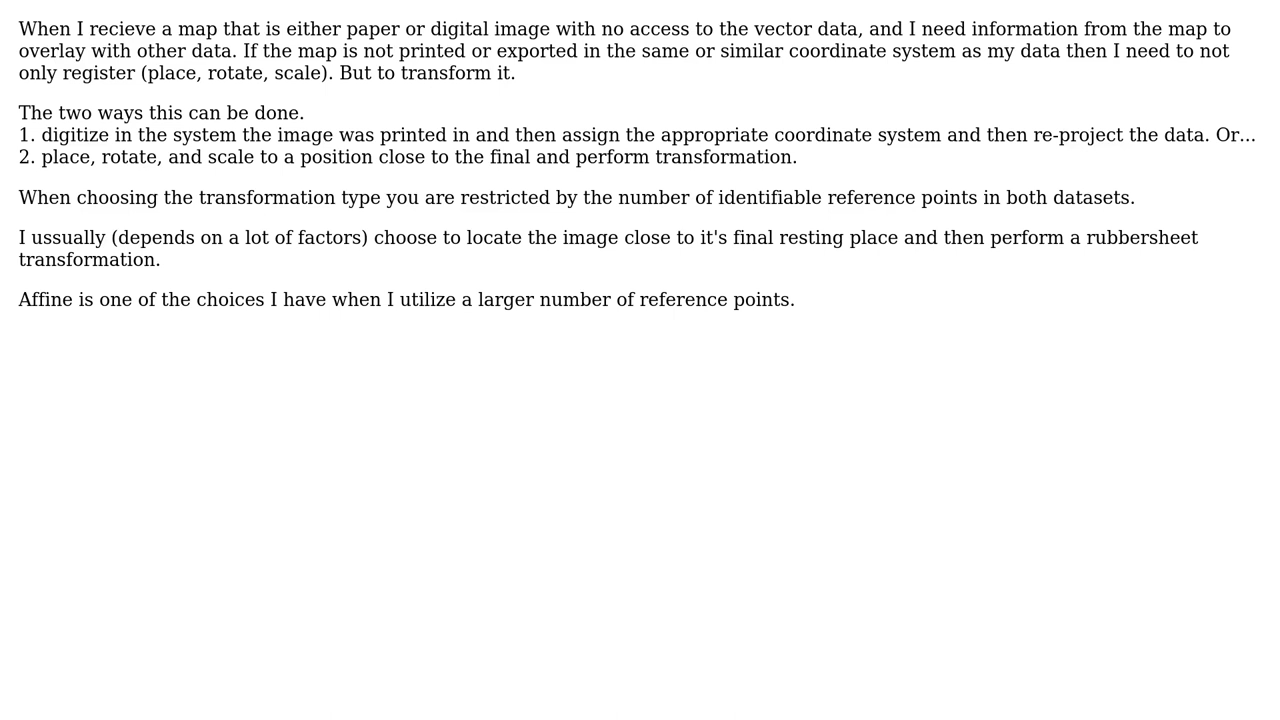 When I recieve a map that is either paper or digital image with no access to the vector data, and I need information from the map to
overlay with other data. If the map is not printed or exported in the same or similar coordinate system as my data then I need to not
only register (place, rotate, scale). But to transform it.
The two ways this can be done.
1. digitize in the system the image was printed in and then assign the appropriate coordinate system and then re-project the data. Or...
2. place, rotate, and scale to a position close to the final and perform transformation.
When choosing the transformation type you are restricted by the number of identifiable reference points in both datasets.
I ussually (depends on a lot of factors) choose to locate the image close to it's final resting place and then perform a rubbersheet
transformation.
Affine is one of the choices I have when I utilize a larger number of reference points.